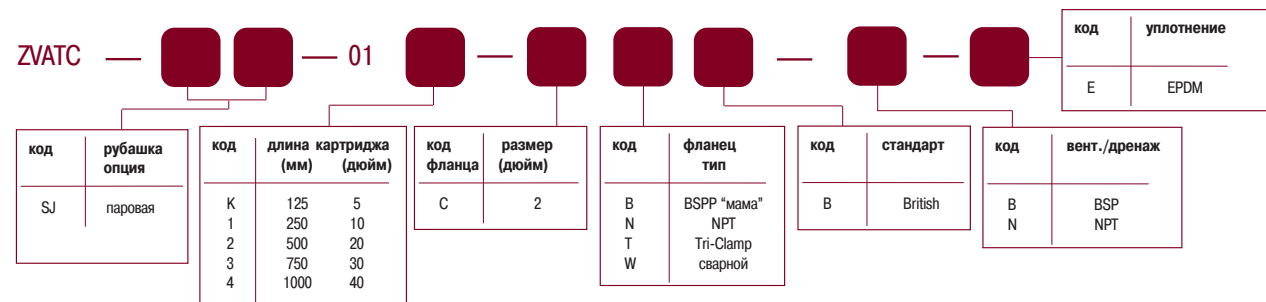 ZVATC — — 01 — — —
код уплотнение
E EPDM
код рубашка
опция
SJ паровая
код длина картриджа
(мм) (дюйм)
K 125 5
1 250 10
2 500 20
3 750 30
4 1000 40
код размер
фланца (дюйм)
C 2
код фланец
тип
B BSPP “мама”
N NPT
T Tri-Clamp
W сварной
код стандарт
B British
код вент./дренаж
B BSP
N NPT